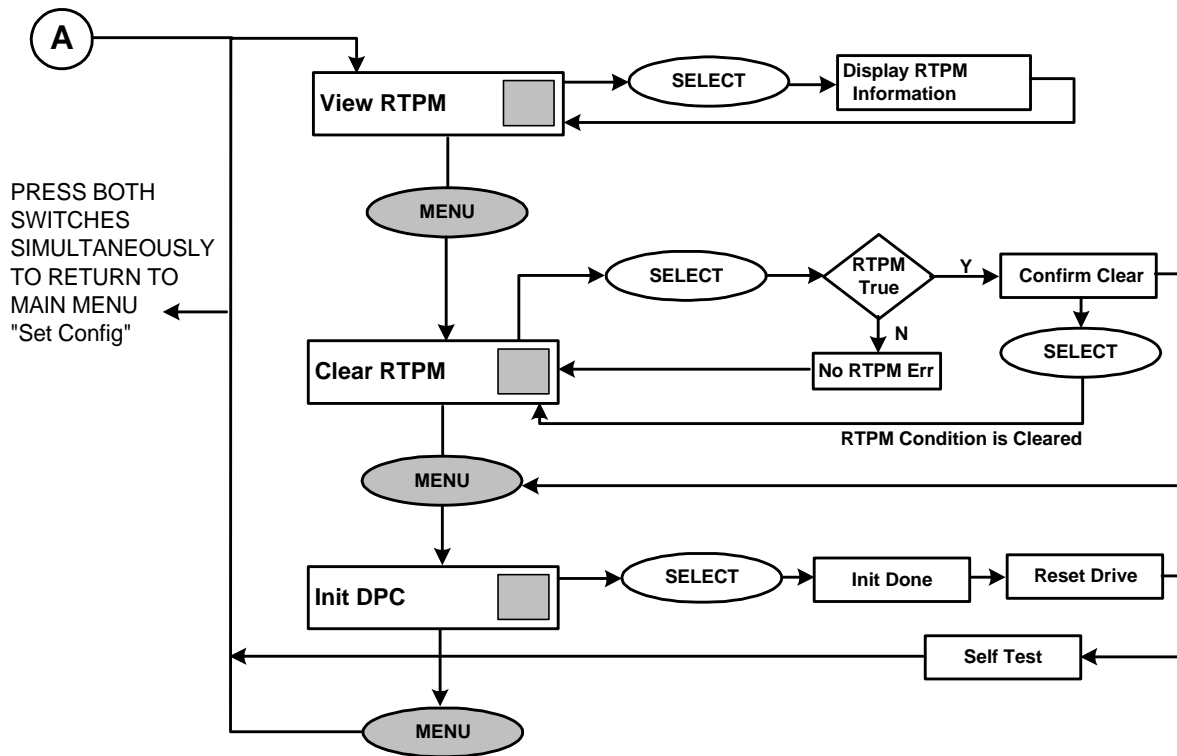 A
View RTPM
SELECT
Display RTPM
Information
PRESS BOTH
SWITCHES
SIMULTANEOUSLY
TO RETURN TO
MAIN MENU
"Set Config"
MENU
SELECT
RTPM
True
Y
Confirm Clear
N
SELECT
Clear RTPM
No RTPM Err
RTPM Condition is Cleared
MENU
Init DPC
SELECT
Init Done
Reset Drive
Self Test
MENU